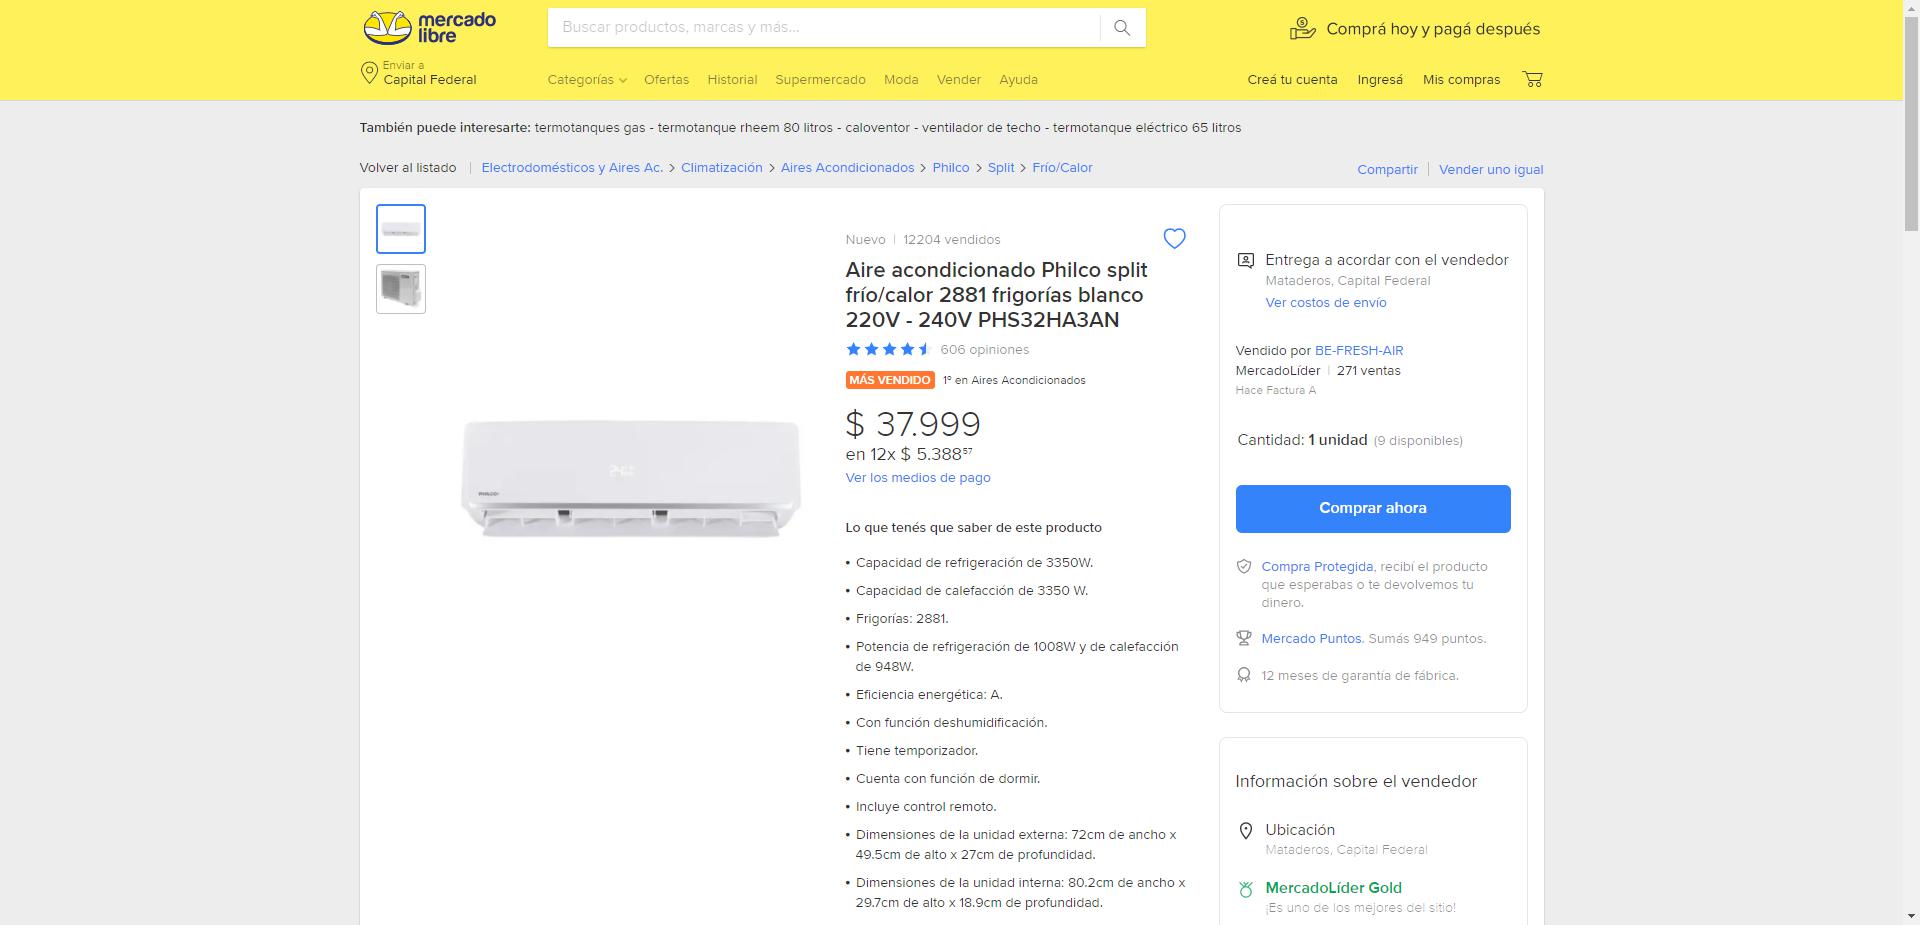 mercado
libre
Buscar productos, marcas y más...
Comprá hoy y pagá después
Enviar a
Capital Federal
Categorías Ofertas Historial Supermercado Moda Vender Ayuda
Creá tu cuenta Ingresá Mis compras
También puede interesarte: termotanques gas - termotanque rheem 80 litros - caloventor - ventilador de techo - termotanque eléctrico 65 litros
Volver al listado | Electrodomésticos y Aires Ac. > Climatización > Aires Acondicionados > Philco > Split > Frío/Calor
Compartir | Vender uno igual
PHILCO
Nuevo | 12204 vendidos
Aire acondicionado Philco split
frío/calor 2881 frigorías blanco
220V - 240V PHS32HA3AN
606 opiniones
MÁS VENDIDO 1º en Aires Acondicionados
$ 37.999
en 12x $ 5.388⁵⁷
Ver los medios de pago
Lo que tenés que saber de este producto
• Capacidad de refrigeración de 3350W.
• Capacidad de calefacción de 3350 W.
• Frigorías: 2881.
• Potencia de refrigeración de 1008W y de calefacción
de 948W.
• Eficiencia energética: A.
• Con función deshumidificación.
• Tiene temporizador.
• Cuenta con función de dormir.
• Incluye control remoto.
• Dimensiones de la unidad externa: 72cm de ancho x
49.5cm de alto x 27cm de profundidad.
• Dimensiones de la unidad interna: 80.2cm de ancho x
29.7cm de alto x 18.9cm de profundidad.
Entrega a acordar con el vendedor
Mataderos, Capital Federal
Ver costos de envío
Vendido por BE-FRESH-AIR
MercadoLíder | 271 ventas
Hace Factura A
Cantidad: 1 unidad (9 disponibles)
Comprar ahora
Compra Protegida, recibí el producto
que esperabas o te devolvemos tu
dinero.
Mercado Puntos. Sumás 949 puntos.
12 meses de garantía de fábrica.
Información sobre el vendedor
Ubicación
Mataderos, Capital Federal
MercadoLíder Gold
¡Es uno de los mejores del sitio!